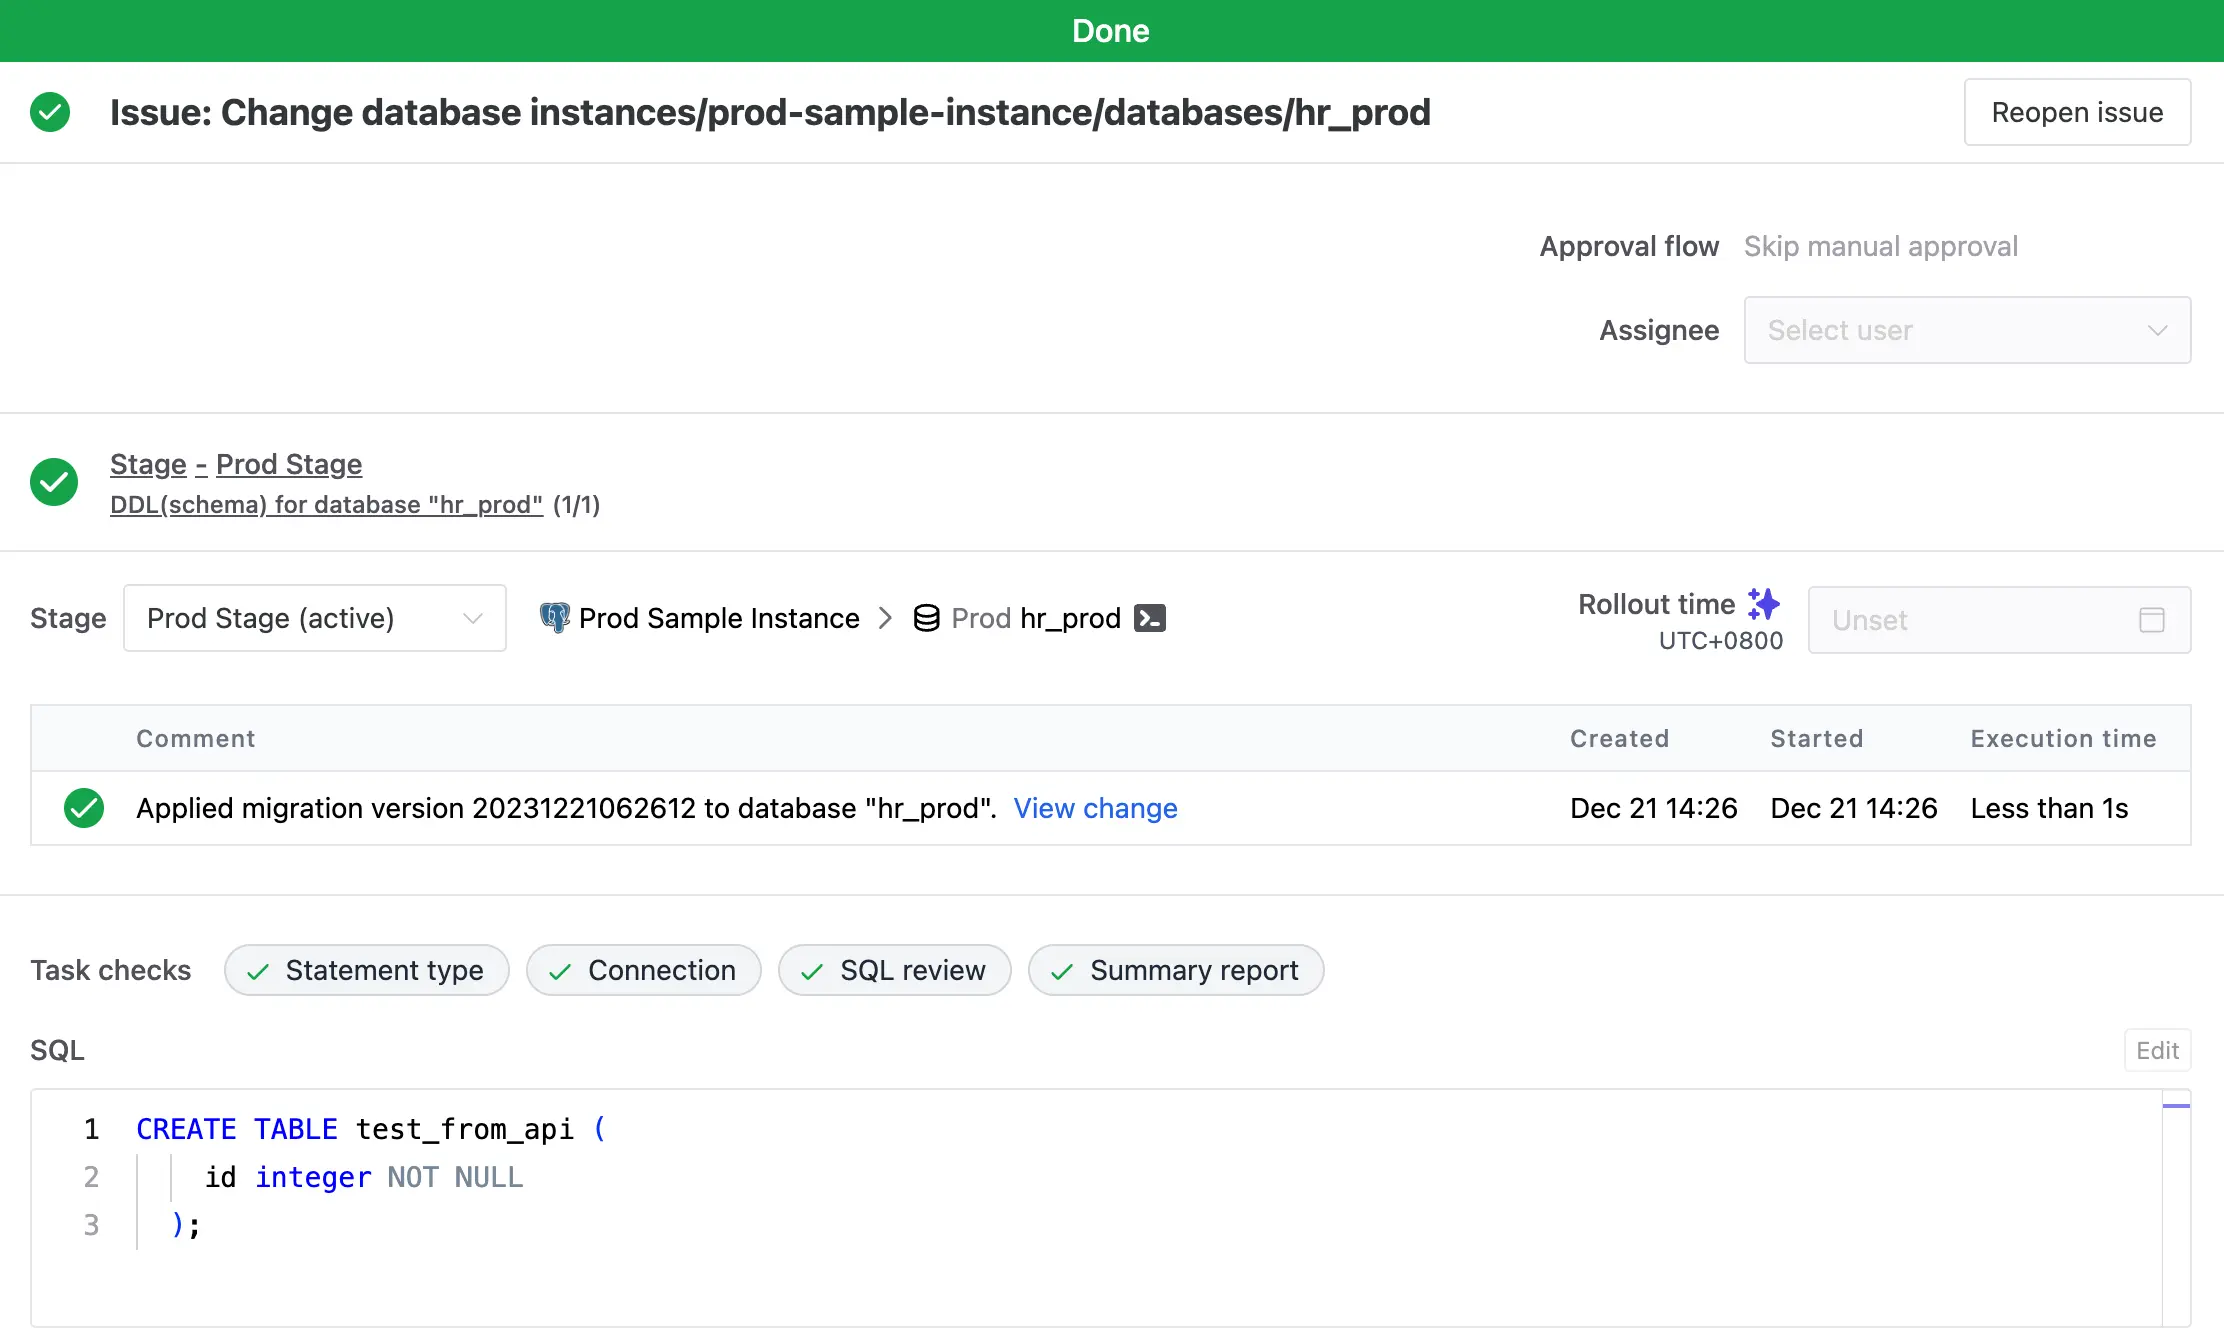 Done
Issue: Change database instances/prod-sample-instance/databases/hr_prod
Reopen issue
Approval flow Skip manual approval
Assignee Select user
Stage - Prod Stage
DDL(schema) for database "hr_prod" (1/1)
Stage Prod Stage (active) Prod Sample Instance Prod hr_prod Rollout time Unset
UTC+0800
Comment Created Started Execution time
Applied migration version 20231221062612 to database "hr_prod". View change Dec 21 14:26 Dec 21 14:26 Less than 1s
Task checks Statement type Connection SQL review Summary report
SQL Edit
1 CREATE TABLE test_from_api (
2 id integer NOT NULL
3 );